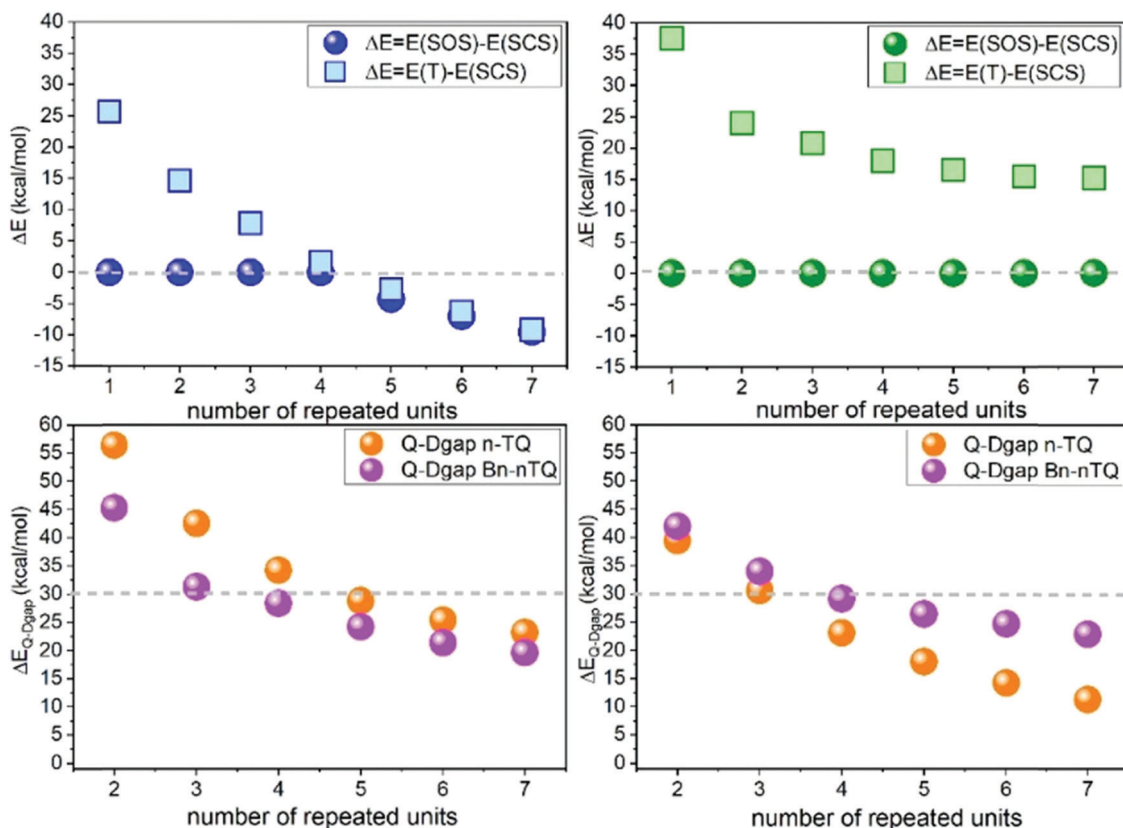 40
35
30
25
20
15
10
5
0
-5
-10
-15
ΔE (kcal/mol)
ΔE=E(SOS)-E(SCS)
ΔE=E(T)-E(SCS)
1 2 3 4 5 6 7
number of repeated units
40
35
30
25
20
15
10
5
0
-5
-10
-15
ΔE (kcal/mol)
ΔE=E(SOS)-E(SCS)
ΔE=E(T)-E(SCS)
1 2 3 4 5 6 7
number of repeated units
60
55
50
45
40
35
30
25
20
15
10
5
0
ΔE Q-Dgap (kcal/mol)
Q-Dgap n-TQ
Q-Dgap Bn-nTQ
2 3 4 5 6 7
number of repeated units
60
55
50
45
40
35
30
25
20
15
10
5
0
ΔE Q-Dgap (kcal/mol)
Q-Dgap n-TQ
Q-Dgap Bn-nTQ
2 3 4 5 6 7
number of repeated units